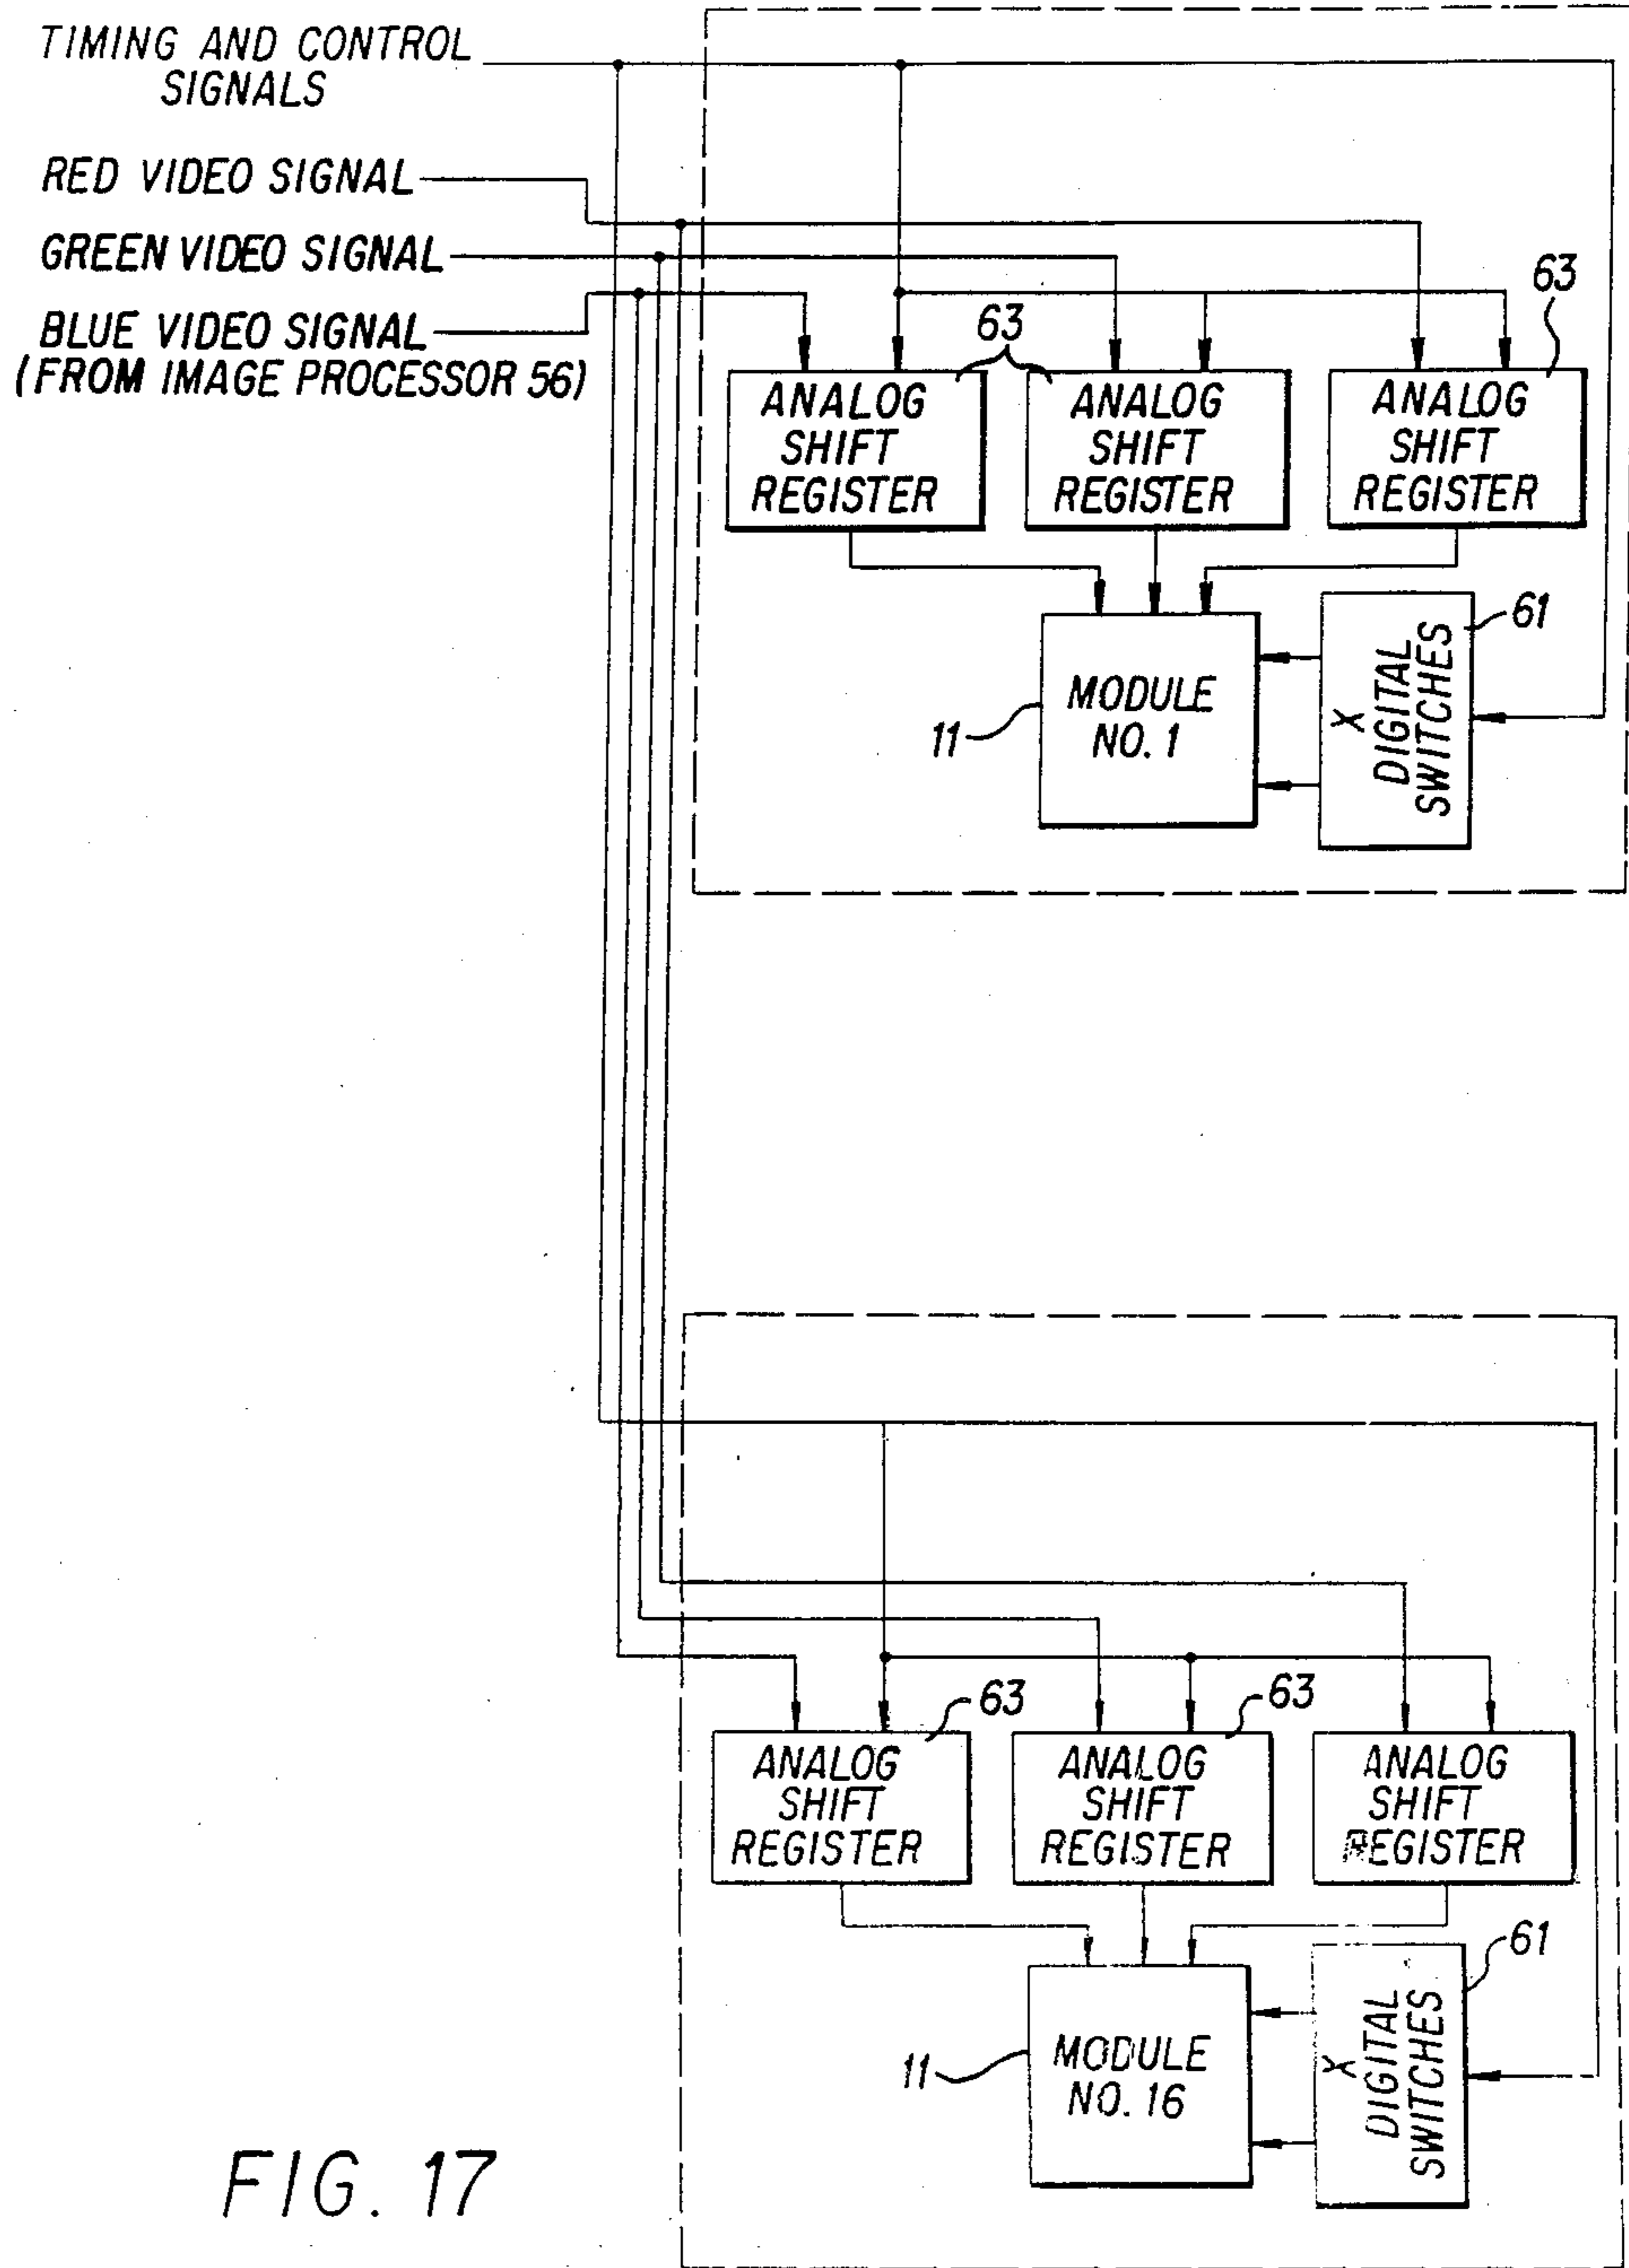 TIMING AND CONTROL
SIGNALS
RED VIDEO SIGNAL
GREEN VIDEO SIGNAL
BLUE VIDEO SIGNAL
(FROM IMAGE PROCESSOR 56)
63
63
ANALOG
SHIFT
REGISTER
ANALOG
SHIFT
REGISTER
ANALOG
SHIFT
REGISTER
11
MODULE
NO. 1
X
DIGITAL
SWITCHES
61
63
63
ANALOG
SHIFT
REGISTER
ANALOG
SHIFT
REGISTER
ANALOG
SHIFT
REGISTER
11
MODULE
NO. 16
X
DIGITAL
SWITCHES
61
FIG. 17